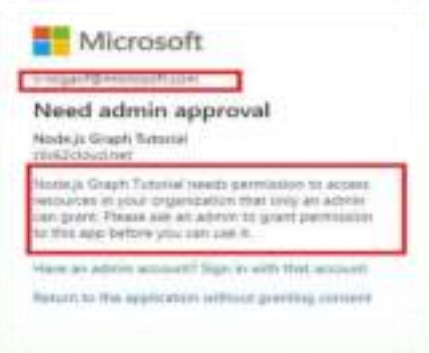 Microsoft
@microsoft.com
Need admin approval
Node.js Graph Tutorial
Node.js Graph Tutorial needs permission to access
resources in your organization that only an admin
can grant. Please ask an admin to grant permission
to this app before you can use it.
Have an admin account? Sign in with that account
Return to the application without granting consent